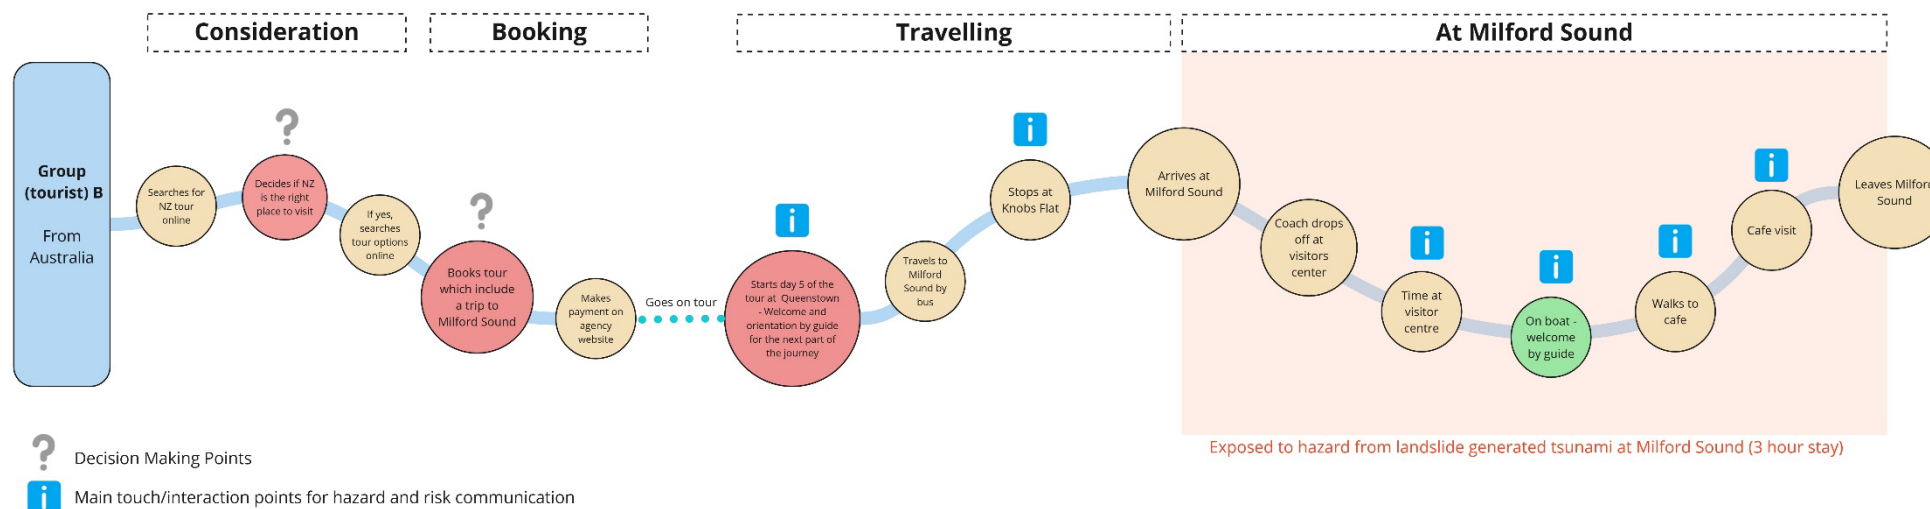 Consideration
Booking
Travelling
At Milford Sound
Group
(tourist) B
From
Australia
Searches for
NZ tour
online
Decides if NZ
is the right
place to visit
If yes,
searches
tour options
online
Books tour
which include
a trip to
Milford Sound
Makes
payment on
agency
website
Goes on tour
Starts day 5 of the
tour at Queenstown
- Welcome and
orientation by guide
for the next part of
the journey
Travels to
Milford
Sound by
bus
Stops at
Knobs Flat
Arrives at
Milford Sound
Coach drops
off at
visitors
center
Time at
visitor
centre
On boat -
welcome
by guide
Walks to
cafe
Cafe visit
Leaves Milford
Sound
Exposed to hazard from landslide generated tsunami at Milford Sound (3 hour stay)
Decision Making Points
Main touch/interaction points for hazard and risk communication